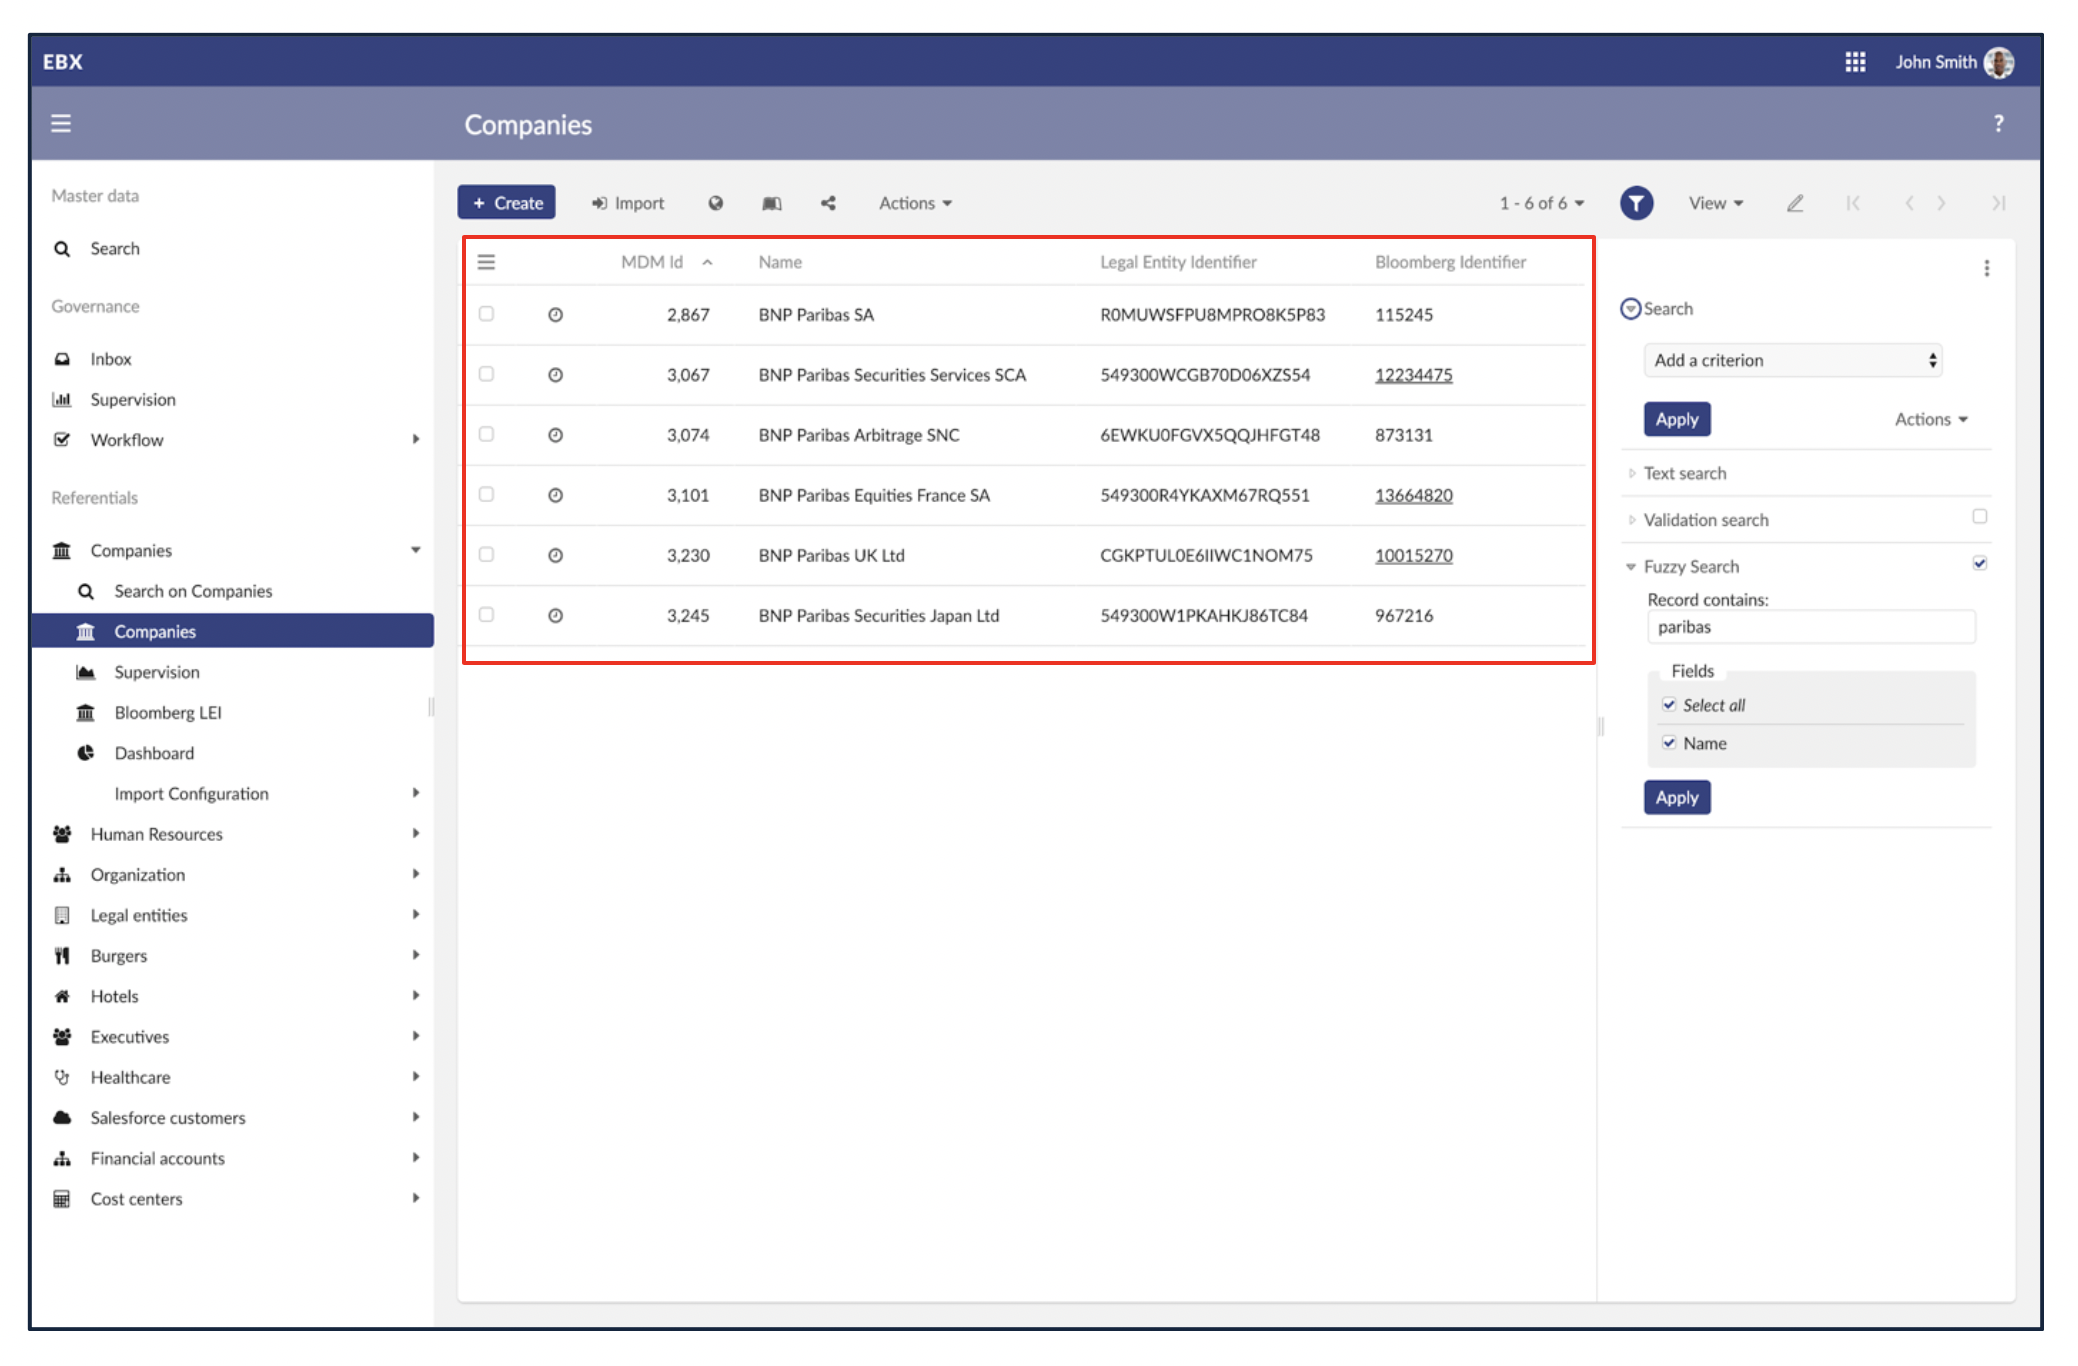 EBX
John Smith
Companies
?
Master data
Search
Governance
Inbox
Supervision
Workflow
Referentials
Companies
Search on Companies
Companies
Supervision
Bloomberg LEI
Dashboard
Import Configuration
Human Resources
Organization
Legal entities
Burgers
Hotels
Executives
Healthcare
Salesforce customers
Financial accounts
Cost centers
+ Create Import Actions 1 - 6 of 6 View
MDM Id Name Legal Entity Identifier Bloomberg Identifier
2,867 BNP Paribas SA R0MUWSFPU8MPRO8K5P83 115245
3,067 BNP Paribas Securities Services SCA 549300WCGB70D06XZS54 12234475
3,074 BNP Paribas Arbitrage SNC 6EWKU0FGVX5QQJHFGT48 873131
3,101 BNP Paribas Equities France SA 549300R4YKAXM67RQ551 13664820
3,230 BNP Paribas UK Ltd CGKPTUL0E6IIWC1NOM75 10015270
3,245 BNP Paribas Securities Japan Ltd 549300W1PKAHKJ86TC84 967216
Search
Add a criterion
Apply Actions
Text search
Validation search
Fuzzy Search
Record contains:
paribas
Fields
Select all
Name
Apply